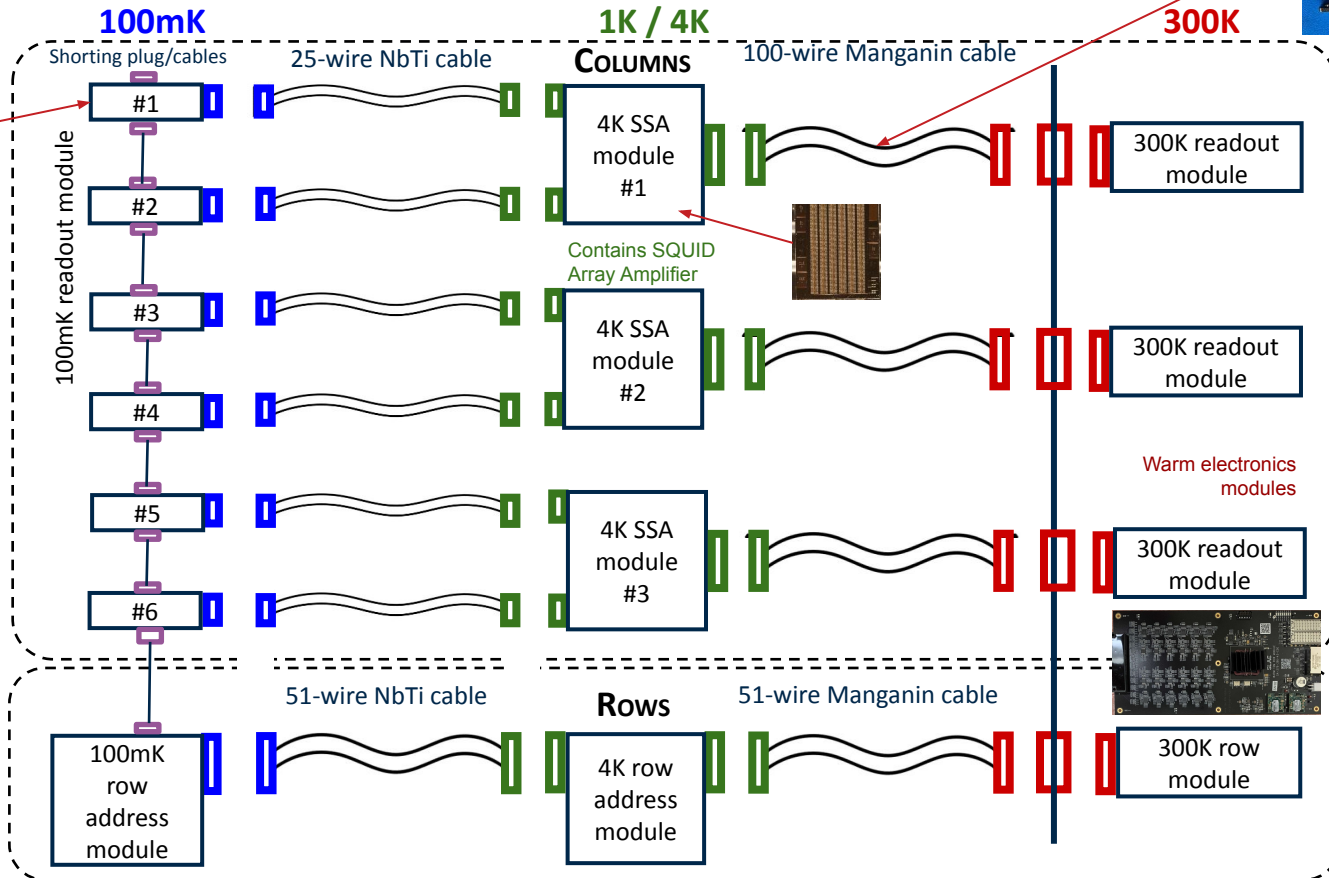 100mK
1K / 4K
300K
Shorting plug/cables
25-wire NbTi cable
COLUMNS
100-wire Manganin cable
100mK readout module
#1
#2
#3
#4
#5
#6
4K SSA
module
#1
Contains SQUID
Array Amplifier
4K SSA
module
#2
4K SSA
module
#3
300K readout
module
300K readout
module
Warm electronics
modules
300K readout
module
51-wire NbTi cable
ROWS
51-wire Manganin cable
100mK
row
address
module
4K row
address
module
300K row
module